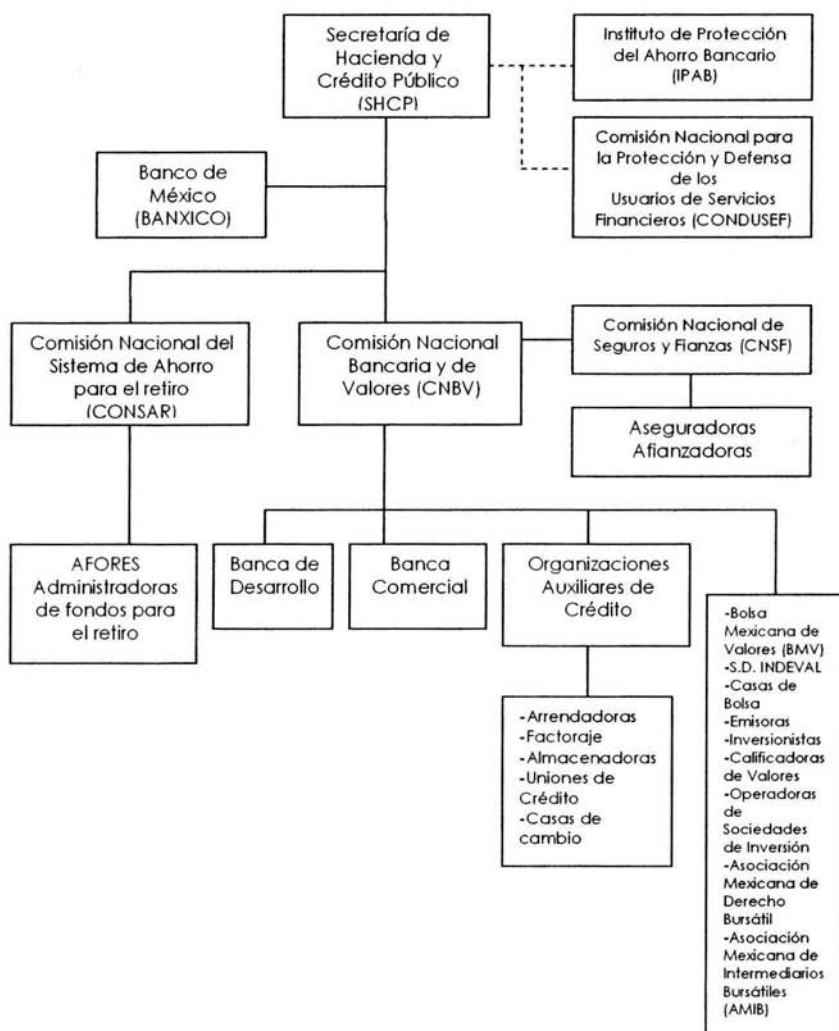 Secretaría de
Hacienda y
Crédito Público
(SHCP)
Instituto de Protección
del Ahorro Bancario
(IPAB)
Comisión Nacional para
la Protección y Defensa
de los
Usuarios de Servicios
Financieros (CONDUSEF)
Banco de
México
(BANXICO)
Comisión Nacional del
Sistema de Ahorro
para el retiro
(CONSAR)
Comisión Nacional
Bancaria y de
Valores (CNBV)
Comisión Nacional de
Seguros y Fianzas (CNSF)
Aseguradoras
Afianzadoras
AFORES
Administradoras
de fondos para
el retiro
Banca de
Desarrollo
Banca
Comercial
Organizaciones
Auxiliares de
Crédito
-Arrendadoras
-Factoraje
-Almacenadoras
-Uniones de
Crédito
-Casas de
cambio
-Bolsa
Mexicana de
Valores (BMV)
-S.D. INDEVAL
-Casas de
Bolsa
-Emisoras
-Inversionistas
-Calificadoras
de Valores
-Operadoras
de
Sociedades
de Inversión
-Asociación
Mexicana de
Derecho
Bursátil
-Asociación
Mexicana de
Intermediarios
Bursátiles
(AMIB)